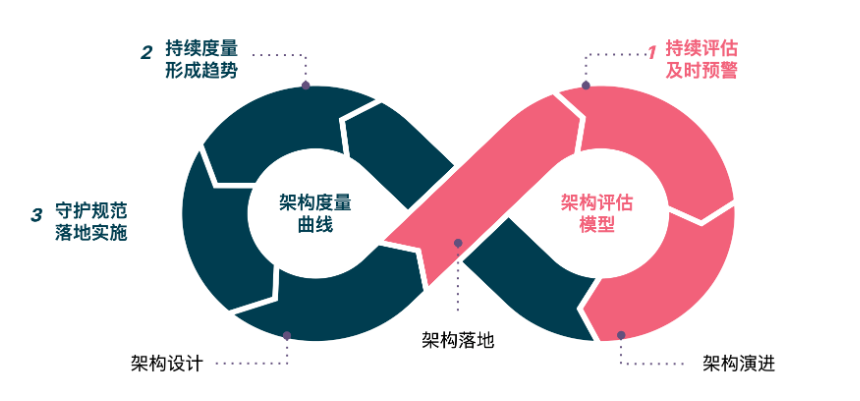 2 持续度量
形成趋势
1 持续评估
及时预警
3 守护规范
落地实施
架构度量
曲线
架构评估
模型
架构落地
架构设计
架构演进